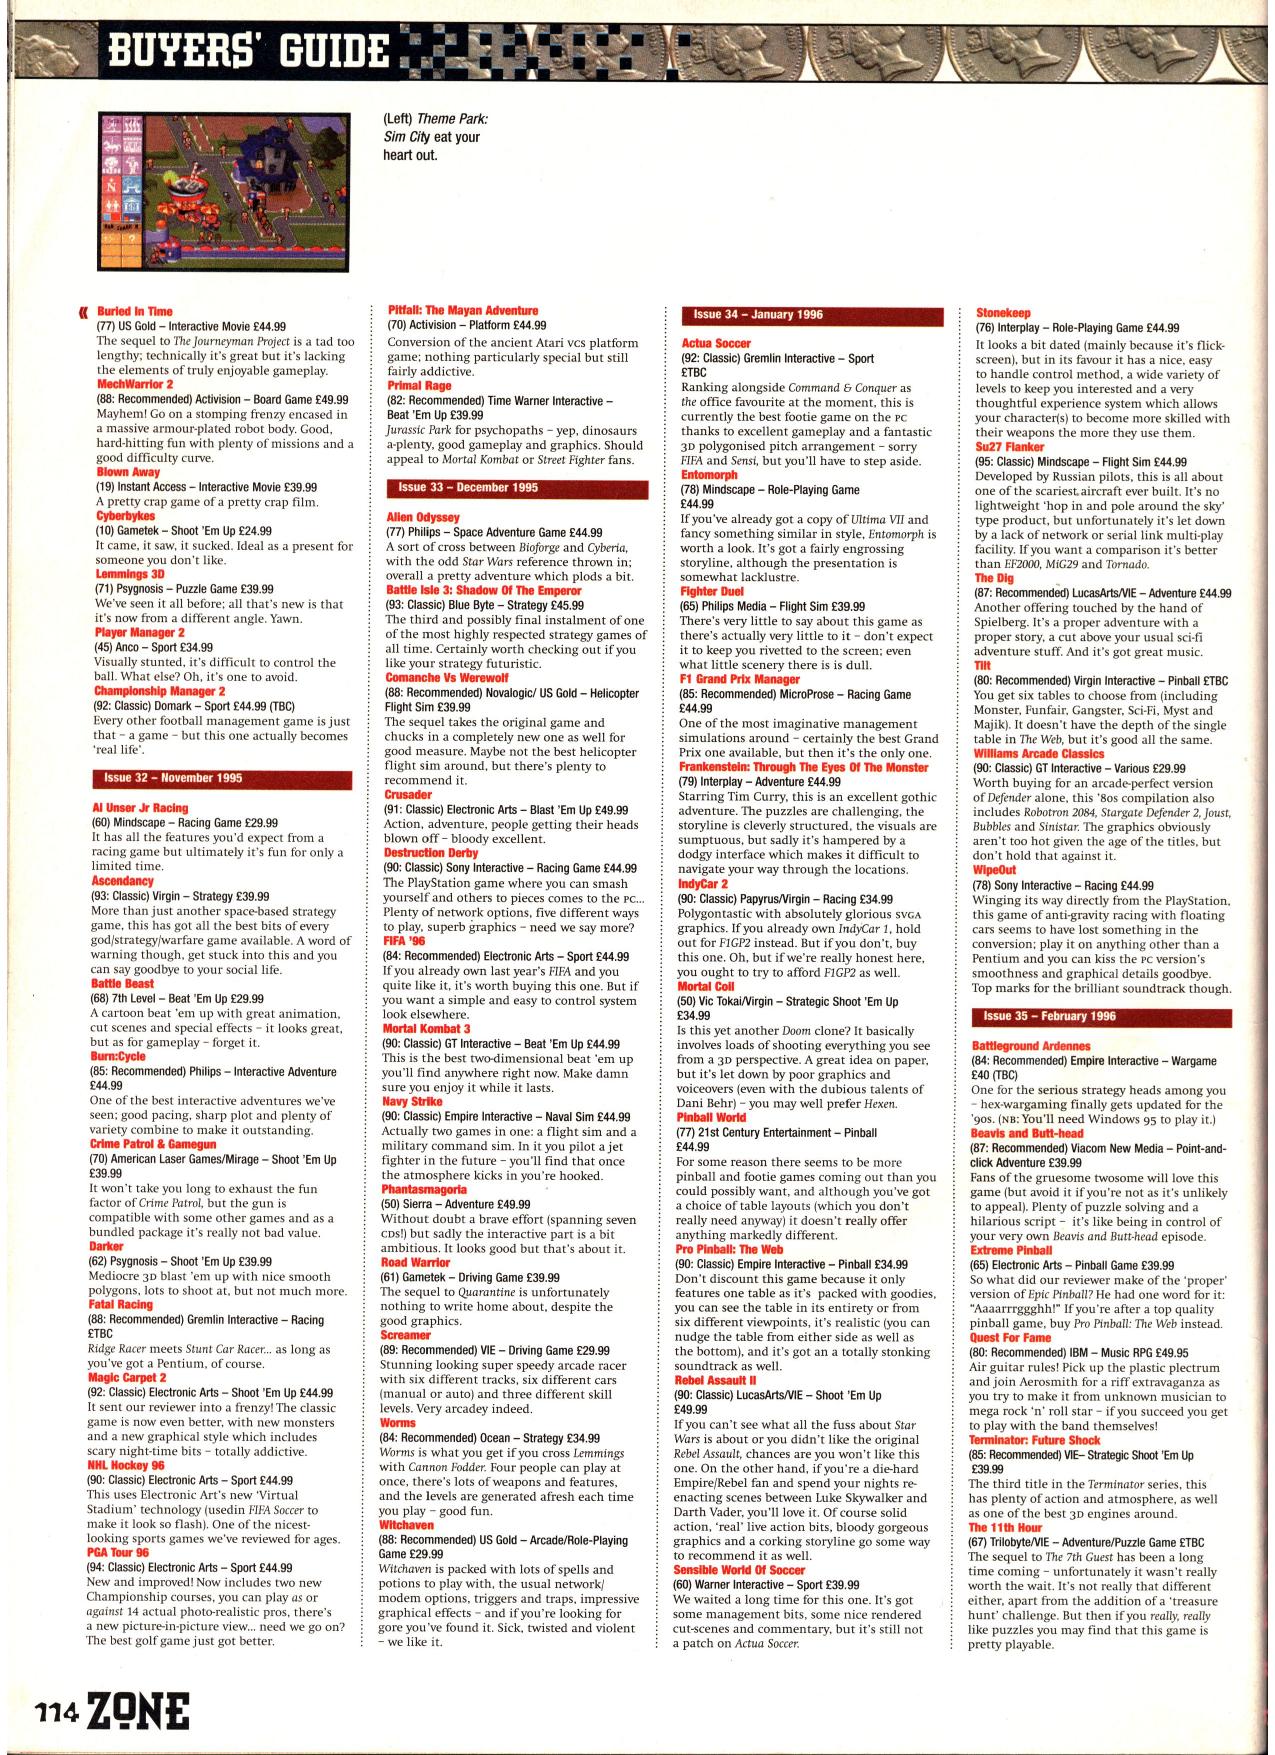 BUYERS' GUIDE
(Left) Theme Park:
Sim City eat your
heart out.
« Buried In Time
(77) US Gold – Interactive Movie £44.99
The sequel to The Journeyman Project is a tad too
lengthy; technically it's great but it's lacking
the elements of truly enjoyable gameplay.
MechWarrior 2
(88: Recommended) Activision – Board Game £49.99
Mayhem! Go on a stomping frenzy encased in
a massive armour-plated robot body. Good,
hard-hitting fun with plenty of missions and a
good difficulty curve.
Blown Away
(19) Instant Access – Interactive Movie £39.99
A pretty crap game of a pretty crap film.
Cyberbykes
(10) Gametek – Shoot 'Em Up £24.99
It came, it saw, it sucked. Ideal as a present for
someone you don't like.
Lemmings 3D
(71) Psygnosis – Puzzle Game £39.99
We've seen it all before; all that's new is that
it's now from a different angle. Yawn.
Player Manager 2
(45) Anco – Sport £34.99
Visually stunted, it's difficult to control the
ball. What else? Oh, it's one to avoid.
Championship Manager 2
(92: Classic) Domark – Sport £44.99 (TBC)
Every other football management game is just
that – a game – but this one actually becomes
'real life'.
Issue 32 – November 1995
Al Unser Jr Racing
(60) Mindscape – Racing Game £29.99
It has all the features you'd expect from a
racing game but ultimately it's fun for only a
limited time.
Ascendancy
(93: Classic) Virgin – Strategy £39.99
More than just another space-based strategy
game, this has got all the best bits of every
god/strategy/warfare game available. A word of
warning though, get stuck into this and you
can say goodbye to your social life.
Battle Beast
(68) 7th Level – Beat 'Em Up £29.99
A cartoon beat 'em up with great animation,
cut scenes and special effects – it looks great,
but as for gameplay – forget it.
Burn:Cycle
(85: Recommended) Philips – Interactive Adventure
£44.99
One of the best interactive adventures we've
seen; good pacing, sharp plot and plenty of
variety combine to make it outstanding.
Crime Patrol & Gamegun
(70) American Laser Games/Mirage – Shoot 'Em Up
£39.99
It won't take you long to exhaust the fun
factor of Crime Patrol, but the gun is
compatible with some other games and as a
bundled package it's really not bad value.
Darker
(62) Psygnosis – Shoot 'Em Up £39.99
Mediocre 3D blast 'em up with nice smooth
polygons, lots to shoot at, but not much more.
Fatal Racing
(88: Recommended) Gremlin Interactive – Racing
£TBC
Ridge Racer meets Stunt Car Racer... as long as
you've got a Pentium, of course.
Magic Carpet 2
(92: Classic) Electronic Arts – Shoot 'Em Up £44.99
It sent our reviewer into a frenzy! The classic
game is now even better, with new monsters
and a new graphical style which includes
scary night-time bits – totally addictive.
NHL Hockey 96
(90: Classic) Electronic Arts – Sport £44.99
This uses Electronic Art's new 'Virtual
Stadium' technology (usedin FIFA Soccer to
make it look so flash). One of the nicest-
looking sports games we've reviewed for ages.
PGA Tour 96
(94: Classic) Electronic Arts – Sport £44.99
New and improved! Now includes two new
Championship courses, you can play as or
against 14 actual photo-realistic pros, there's
a new picture-in-picture view... need we go on?
The best golf game just got better.
Pitfall: The Mayan Adventure
(70) Activision – Platform £44.99
Conversion of the ancient Atari VCS platform
game; nothing particularly special but still
fairly addictive.
Primal Rage
(82: Recommended) Time Warner Interactive –
Beat 'Em Up £39.99
Jurassic Park for psychopaths – yep, dinosaurs
a-plenty, good gameplay and graphics. Should
appeal to Mortal Kombat or Street Fighter fans.
Issue 33 – December 1995
Alien Odyssey
(77) Philips – Space Adventure Game £44.99
A sort of cross between Bioforge and Cyberia,
with the odd Star Wars reference thrown in;
overall a pretty adventure which plods a bit.
Battle Isle 3: Shadow Of The Emperor
(93: Classic) Blue Byte – Strategy £45.99
The third and possibly final instalment of one
of the most highly respected strategy games of
all time. Certainly worth checking out if you
like your strategy futuristic.
Comanche Vs Werewolf
(88: Recommended) Novalogic/ US Gold – Helicopter
Flight Sim £39.99
The sequel takes the original game and
chucks in a completely new one as well for
good measure. Maybe not the best helicopter
flight sim around, but there's plenty to
recommend it.
Crusader
(91: Classic) Electronic Arts – Blast 'Em Up £49.99
Action, adventure, people getting their heads
blown off – bloody excellent.
Destruction Derby
(90: Classic) Sony Interactive – Racing Game £44.99
The PlayStation game where you can smash
yourself and others to pieces comes to the PC...
Plenty of network options, five different ways
to play, superb graphics – need we say more?
FIFA '96
(84: Recommended) Electronic Arts – Sport £44.99
If you already own last year's FIFA and you
quite like it, it's worth buying this one. But if
you want a simple and easy to control system
look elsewhere.
Mortal Kombat 3
(90: Classic) GT Interactive – Beat 'Em Up £44.99
This is the best two-dimensional beat 'em up
you'll find anywhere right now. Make damn
sure you enjoy it while it lasts.
Navy Strike
(90: Classic) Empire Interactive – Naval Sim £44.99
Actually two games in one: a flight sim and a
military command sim. In it you pilot a jet
fighter in the future – you'll find that once
the atmosphere kicks in you're hooked.
Phantasmagoria
(50) Sierra – Adventure £49.99
Without doubt a brave effort (spanning seven
CDs!) but sadly the interactive part is a bit
ambitious. It looks good but that's about it.
Road Warrior
(61) Gametek – Driving Game £39.99
The sequel to Quarantine is unfortunately
nothing to write home about, despite the
good graphics.
Screamer
(89: Recommended) VIE – Driving Game £29.99
Stunning looking super speedy arcade racer
with six different tracks, six different cars
(manual or auto) and three different skill
levels. Very arcadey indeed.
Worms
(84: Recommended) Ocean – Strategy £34.99
Worms is what you get if you cross Lemmings
with Cannon Fodder. Four people can play at
once, there's lots of weapons and features,
and the levels are generated afresh each time
you play – good fun.
Witchaven
(88: Recommended) US Gold – Arcade/Role-Playing
Game £29.99
Witchaven is packed with lots of spells and
potions to play with, the usual network/
modem options, triggers and traps, impressive
graphical effects – and if you're looking for
gore you've found it. Sick, twisted and violent
– we like it.
Issue 34 – January 1996
Actua Soccer
(92: Classic) Gremlin Interactive – Sport
£TBC
Ranking alongside Command & Conquer as
the office favourite at the moment, this is
currently the best footie game on the PC
thanks to excellent gameplay and a fantastic
3D polygonised pitch arrangement – sorry
FIFA and Sensi, but you'll have to step aside.
Entomorph
(78) Mindscape – Role-Playing Game
£44.99
If you've already got a copy of Ultima VII and
fancy something similar in style, Entomorph is
worth a look. It's got a fairly engrossing
storyline, although the presentation is
somewhat lacklustre.
Fighter Duel
(65) Philips Media – Flight Sim £39.99
There's very little to say about this game as
there's actually very little to it – don't expect
it to keep you rivetted to the screen; even
what little scenery there is is dull.
F1 Grand Prix Manager
(85: Recommended) MicroProse – Racing Game
£44.99
One of the most imaginative management
simulations around – certainly the best Grand
Prix one available, but then it's the only one.
Frankenstein: Through The Eyes Of The Monster
(79) Interplay – Adventure £44.99
Starring Tim Curry, this is an excellent gothic
adventure. The puzzles are challenging, the
storyline is cleverly structured, the visuals are
sumptuous, but sadly it's hampered by a
dodgy interface which makes it difficult to
navigate your way through the locations.
IndyCar 2
(90: Classic) Papyrus/Virgin – Racing £34.99
Polygontastic with absolutely glorious SVGA
graphics. If you already own IndyCar 1, hold
out for F1GP2 instead. But if you don't, buy
this one. Oh, but if we're really honest here,
you ought to try to afford F1GP2 as well.
Mortal Coil
(50) Vic Tokai/Virgin – Strategic Shoot 'Em Up
£34.99
Is this yet another Doom clone? It basically
involves loads of shooting everything you see
from a 3D perspective. A great idea on paper,
but it's let down by poor graphics and
voiceovers (even with the dubious talents of
Dani Behr) – you may well prefer Hexen.
Pinball World
(77) 21st Century Entertainment – Pinball
£44.99
For some reason there seems to be more
pinball and footie games coming out than you
could possibly want, and although you've got
a choice of table layouts (which you don't
really need anyway) it doesn't really offer
anything markedly different.
Pro Pinball: The Web
(90: Classic) Empire Interactive – Pinball £34.99
Don't discount this game because it only
features one table as it's packed with goodies,
you can see the table in its entirety or from
six different viewpoints, it's realistic (you can
nudge the table from either side as well as
the bottom), and it's got an a totally stonking
soundtrack as well.
Rebel Assault II
(90: Classic) LucasArts/VIE – Shoot 'Em Up
£49.99
If you can't see what all the fuss about Star
Wars is about or you didn't like the original
Rebel Assault, chances are you won't like this
one. On the other hand, if you're a die-hard
Empire/Rebel fan and spend your nights re-
enacting scenes between Luke Skywalker and
Darth Vader, you'll love it. Of course solid
action, 'real' live action bits, bloody gorgeous
graphics and a corking storyline go some way
to recommend it as well.
Sensible World Of Soccer
(60) Warner Interactive – Sport £39.99
We waited a long time for this one. It's got
some management bits, some nice rendered
cut-scenes and commentary, but it's still not
a patch on Actua Soccer.
Stonekeep
(76) Interplay – Role-Playing Game £44.99
It looks a bit dated (mainly because it's flick-
screen), but in its favour it has a nice, easy
to handle control method, a wide variety of
levels to keep you interested and a very
thoughtful experience system which allows
your character(s) to become more skilled with
their weapons the more they use them.
Su27 Flanker
(95: Classic) Mindscape – Flight Sim £44.99
Developed by Russian pilots, this is all about
one of the scariest aircraft ever built. It's no
lightweight 'hop in and pole around the sky'
type product, but unfortunately it's let down
by a lack of network or serial link multi-play
facility. If you want a comparison it's better
than EF2000, MiG29 and Tornado.
The Dig
(87: Recommended) LucasArts/VIE – Adventure £44.99
Another offering touched by the hand of
Spielberg. It's a proper adventure with a
proper story, a cut above your usual sci-fi
adventure stuff. And it's got great music.
Tilt
(80: Recommended) Virgin Interactive – Pinball £TBC
You get six tables to choose from (including
Monster, Funfair, Gangster, Sci-Fi, Myst and
Majik). It doesn't have the depth of the single
table in The Web, but it's good all the same.
Williams Arcade Classics
(90: Classic) GT Interactive – Various £29.99
Worth buying for an arcade-perfect version
of Defender alone, this '80s compilation also
includes Robotron 2084, Stargate Defender 2, Joust,
Bubbles and Sinistar. The graphics obviously
aren't too hot given the age of the titles, but
don't hold that against it.
WipeOut
(78) Sony Interactive – Racing £44.99
Winging its way directly from the PlayStation,
this game of anti-gravity racing with floating
cars seems to have lost something in the
conversion; play it on anything other than a
Pentium and you can kiss the PC version's
smoothness and graphical details goodbye.
Top marks for the brilliant soundtrack though.
Issue 35 – February 1996
Battleground Ardennes
(84: Recommended) Empire Interactive – Wargame
£40 (TBC)
One for the serious strategy heads among you
– hex-wargaming finally gets updated for the
'90s. (NB: You'll need Windows 95 to play it.)
Beavis and Butt-head
(87: Recommended) Viacom New Media – Point-and-
click Adventure £39.99
Fans of the gruesome twosome will love this
game (but avoid it if you're not as it's unlikely
to appeal). Plenty of puzzle solving and a
hilarious script – it's like being in control of
your very own Beavis and Butt-head episode.
Extreme Pinball
(65) Electronic Arts – Pinball Game £39.99
So what did our reviewer make of the 'proper'
version of Epic Pinball? He had one word for it:
"Aaaarrrggghh!" If you're after a top quality
pinball game, buy Pro Pinball: The Web instead.
Quest For Fame
(80: Recommended) IBM – Music RPG £49.95
Air guitar rules! Pick up the plastic plectrum
and join Aerosmith for a riff extravaganza as
you try to make it from unknown musician to
mega rock 'n' roll star – if you succeed you get
to play with the band themselves!
Terminator: Future Shock
(85: Recommended) VIE– Strategic Shoot 'Em Up
£39.99
The third title in the Terminator series, this
has plenty of action and atmosphere, as well
as one of the best 3D engines around.
The 11th Hour
(67) Trilobyte/VIE – Adventure/Puzzle Game £TBC
The sequel to The 7th Guest has been a long
time coming – unfortunately it wasn't really
worth the wait. It's not really that different
either, apart from the addition of a 'treasure
hunt' challenge. But then if you really, really
like puzzles you may find that this game is
pretty playable.
114 ZONE